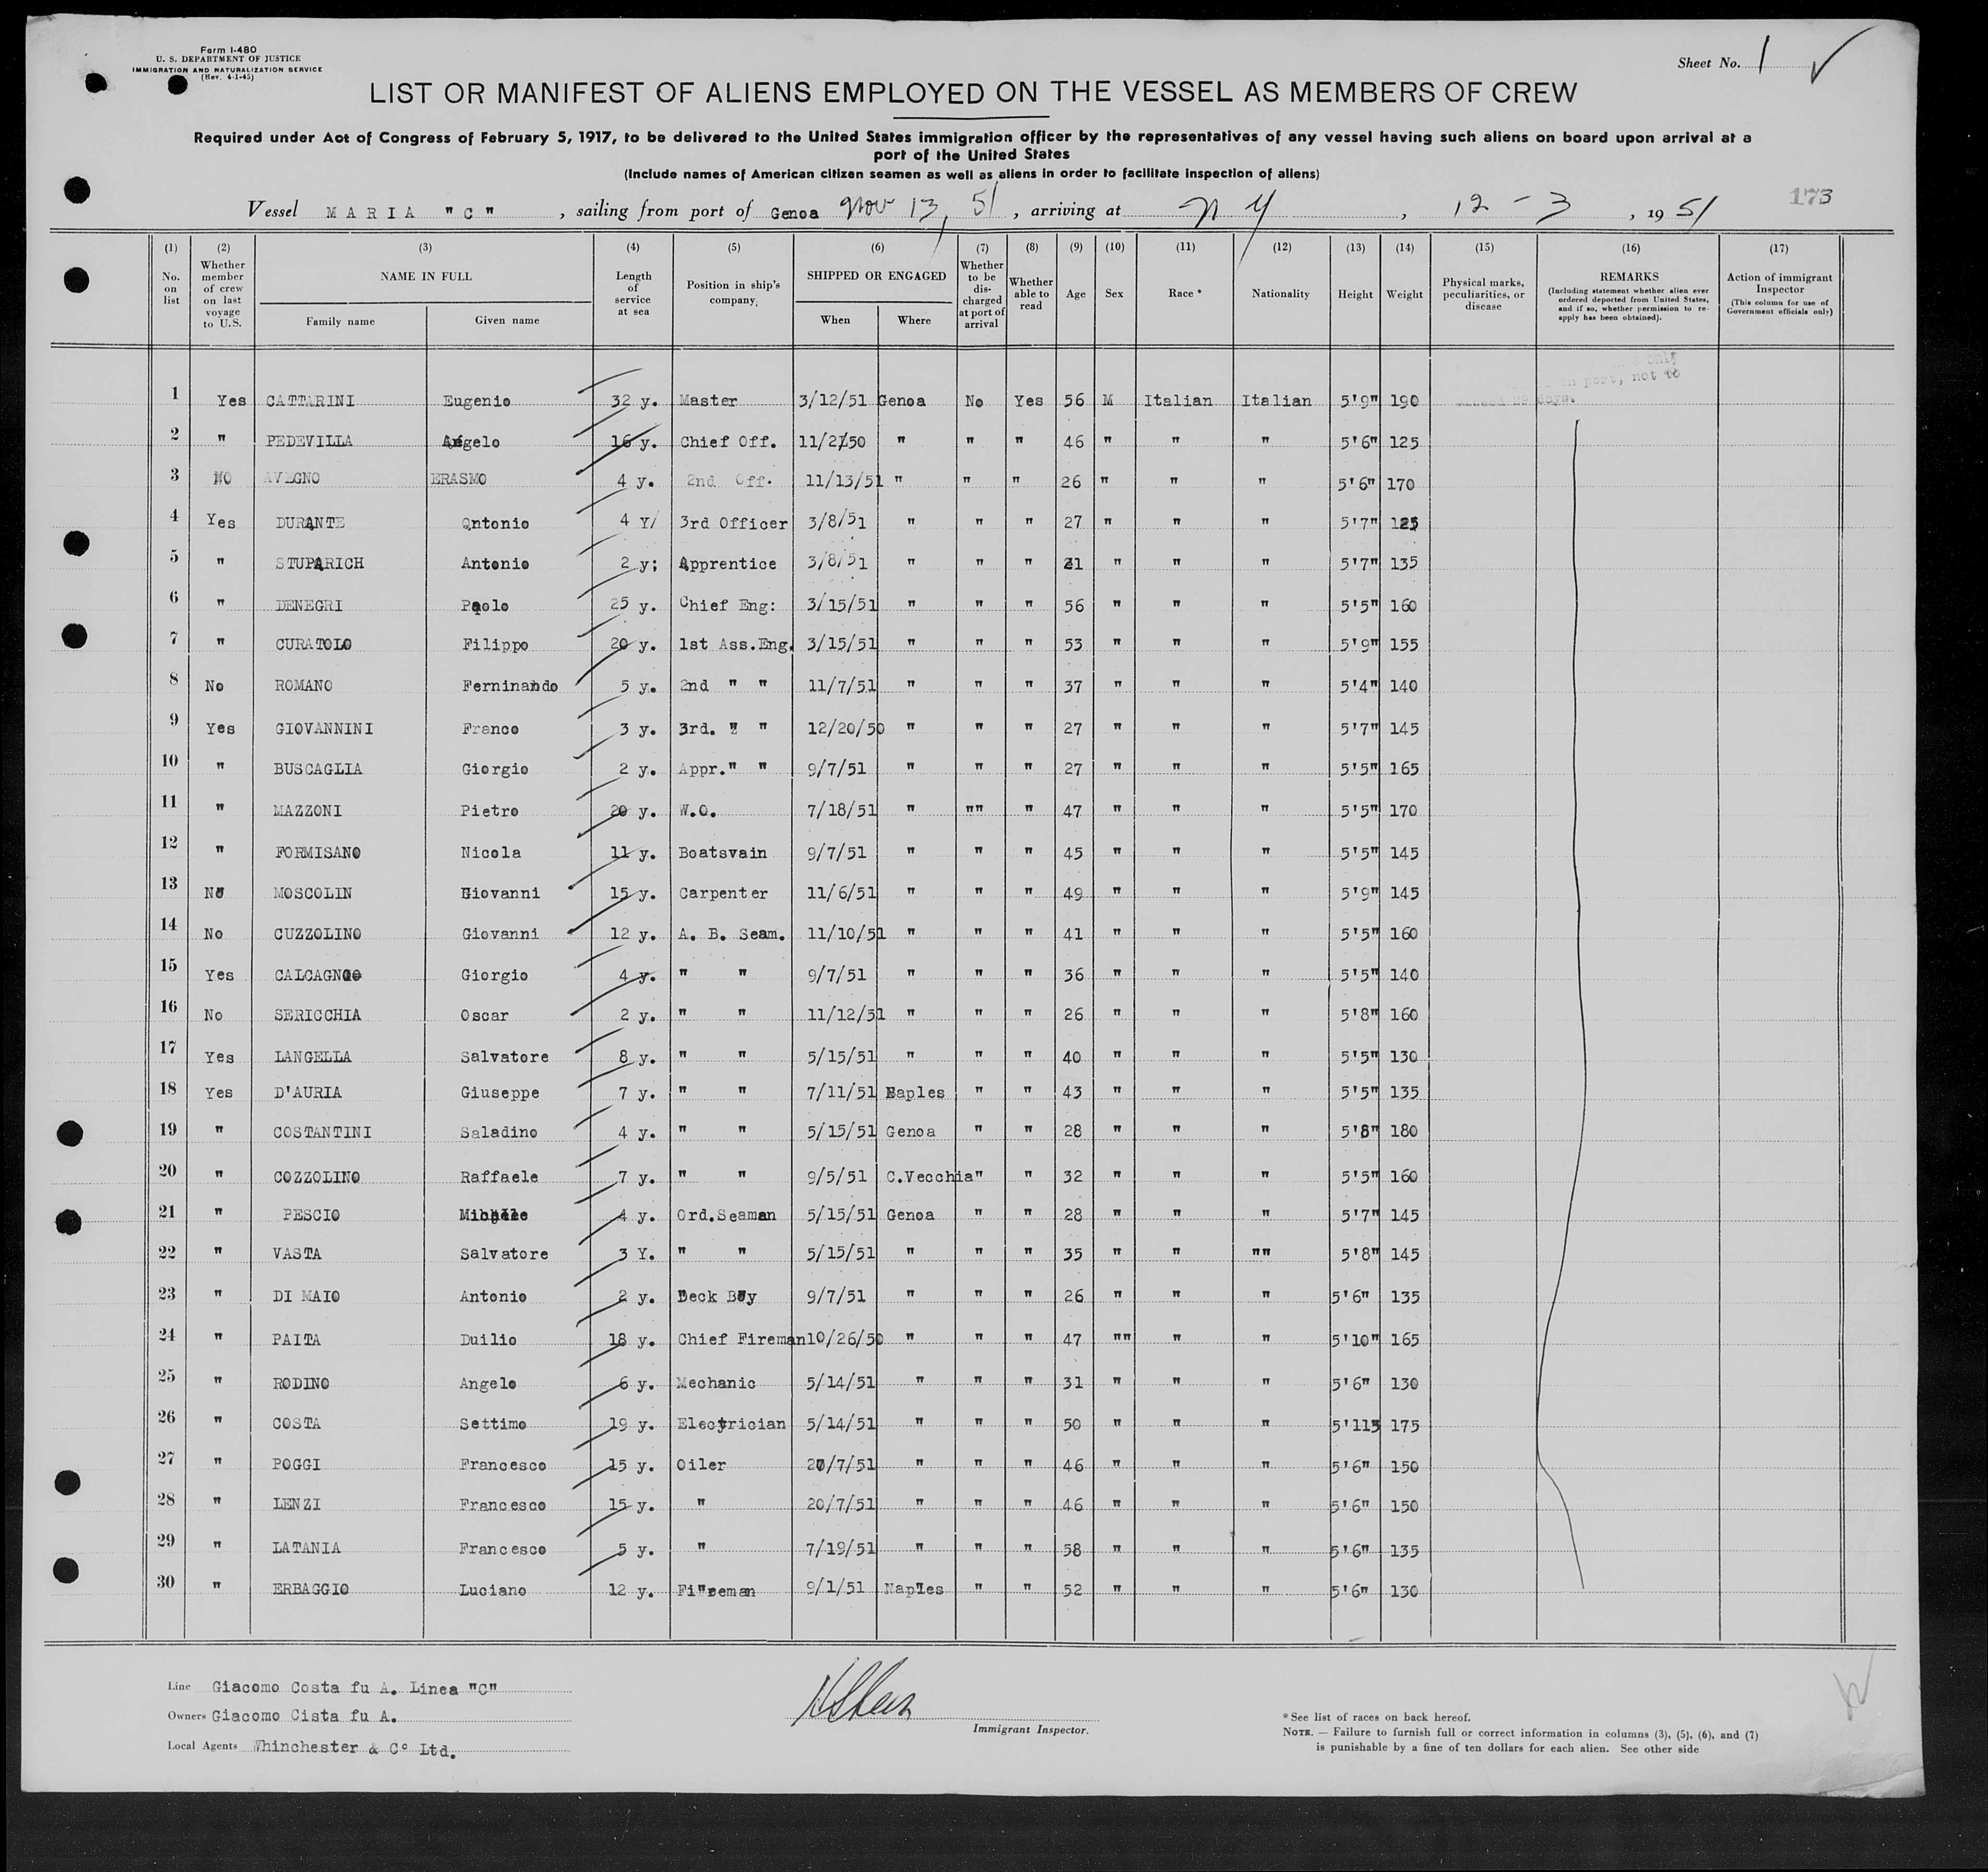 Form I-480
U. S. DEPARTMENT OF JUSTICE
IMMIGRATION AND NATURALIZATION SERVICE
(Rev. 4-1-45)
Sheet No. 1
LIST OR MANIFEST OF ALIENS EMPLOYED ON THE VESSEL AS MEMBERS OF CREW
Required under Act of Congress of February 5, 1917, to be delivered to the United States immigration officer by the representatives of any vessel having such aliens on board upon arrival at a
port of the United States
(Include names of American citizen seamen as well as aliens in order to facilitate inspection of aliens)
173
Vessel MARIA "C", sailing from port of Genoa Nov 13, 51, arriving at N Y, 12 - 3, 1951
(1) No. on list
(2) Whether member of crew on last voyage to U.S.
(3) NAME IN FULL Family name Given name
(4) Length of service at sea
(5) Position in ship's company
(6) SHIPPED OR ENGAGED When Where
(7) Whether to be discharged at port of arrival
(8) Whether able to read
(9) Age
(10) Sex
(11) Race *
(12) Nationality
(13) Height
(14) Weight
(15) Physical marks, peculiarities, or disease
(16) REMARKS (Including statement whether alien ever ordered deported from United States, and if so, whether permission to re-apply has been obtained).
(17) Action of immigrant Inspector (This column for use of Government officials only)
only
in port, not to
29 days.
1 Yes CATTARINI Eugenio 32 y. Master 3/12/51 Genoa No Yes 56 M Italian Italian 5'9" 190
2 " PEDEVILLA Angelo 16 y. Chief Off. 11/2/50 " " " 46 " " " 5'6" 125
3 NO AVEGNO ERASMO 4 y. 2nd Off. 11/13/51 " " " 26 " " " 5'6" 170
4 Yes DURANTE Qntonio 4 Y/ 3rd Officer 3/8/51 " " " 27 " " " 5'7" 125
5 " STUPARICH Antonio 2 y; Apprentice 3/8/51 " " " 21 " " " 5'7" 135
6 " DENEGRI Paolo 25 y. Chief Eng: 3/15/51 " " " 56 " " " 5'5" 160
7 " CURATOLO Filippo 20 y. 1st Ass.Eng. 3/15/51 " " " 53 " " " 5'9" 155
8 No ROMANO Ferninando 5 y. 2nd " " 11/7/51 " " " 37 " " " 5'4" 140
9 Yes GIOVANNINI Franco 3 y. 3rd. " " 12/20/50 " " " 27 " " " 5'7" 145
10 " BUSCAGLIA Giorgio 2 y. Appr." " 9/7/51 " " " 27 " " " 5'5" 165
11 " MAZZONI Pietro 20 y. W.O. 7/18/51 " "" " 47 " " " 5'5" 170
12 " FORMISANO Nicola 11 y. Boatsvain 9/7/51 " " " 45 " " " 5'5" 145
13 No MOSCOLIN Giovanni 15 y. Carpenter 11/6/51 " " " 49 " " " 5'9" 145
14 No CUZZOLINO Giovanni 12 y. A. B. Seam. 11/10/51 " " " 41 " " " 5'5" 160
15 Yes CALCAGNO Giorgio 4 y. " " 9/7/51 " " " 36 " " " 5'5" 140
16 No SERICCHIA Oscar 2 y. " " 11/12/51 " " " 26 " " " 5'8" 160
17 Yes LANGELLA Salvatore 8 y. " " 5/15/51 " " " 40 " " " 5'5" 130
18 Yes D'AURIA Giuseppe 7 y. " " 7/11/51 Naples " " 43 " " " 5'5" 135
19 " COSTANTINI Saladino 4 y. " " 5/15/51 Genoa " " 28 " " " 5'8" 180
20 " COZZOLINO Raffaele 7 y. " " 9/5/51 C.Vecchia " " 32 " " " 5'5" 160
21 " PESCIO Michele 4 y. Ord.Seaman 5/15/51 Genoa " " 28 " " " 5'7" 145
22 " VASTA Salvatore 3 Y. " " 5/15/51 " " " 35 " " "" 5'8" 145
23 " DI MAIO Antonio 2 y. Deck Boy 9/7/51 " " " 26 " " " 5'6" 135
24 " PAITA Duilio 18 y. Chief Fireman 10/26/50 " " " 47 "" " " 5'10" 165
25 " RODINO Angelo 6 y. Mechanic 5/14/51 " " " 31 " " " 5'6" 130
26 " COSTA Settimo 19 y. Electrician 5/14/51 " " " 50 " " " 5'11" 175
27 " POGGI Francesco 15 y. Oiler 20/7/51 " " " 46 " " " 5'6" 150
28 " LENZI Francesco 15 y. " 20/7/51 " " " 46 " " " 5'6" 150
29 " LATANIA Francesco 5 y. " 7/19/51 " " " 58 " " " 5'6" 135
30 " ERBAGGIO Luciano 12 y. Fireman 9/1/51 Naples " " 52 " " " 5'6" 130
Line Giacomo Costa fu A. Linea "C"
Owners Giacomo Cista fu A.
Local Agents Whinchester & Co Ltd.
Immigrant Inspector.
* See list of races on back hereof.
NOTE. — Failure to furnish full or correct information in columns (3), (5), (6), and (7)
is punishable by a fine of ten dollars for each alien. See other side